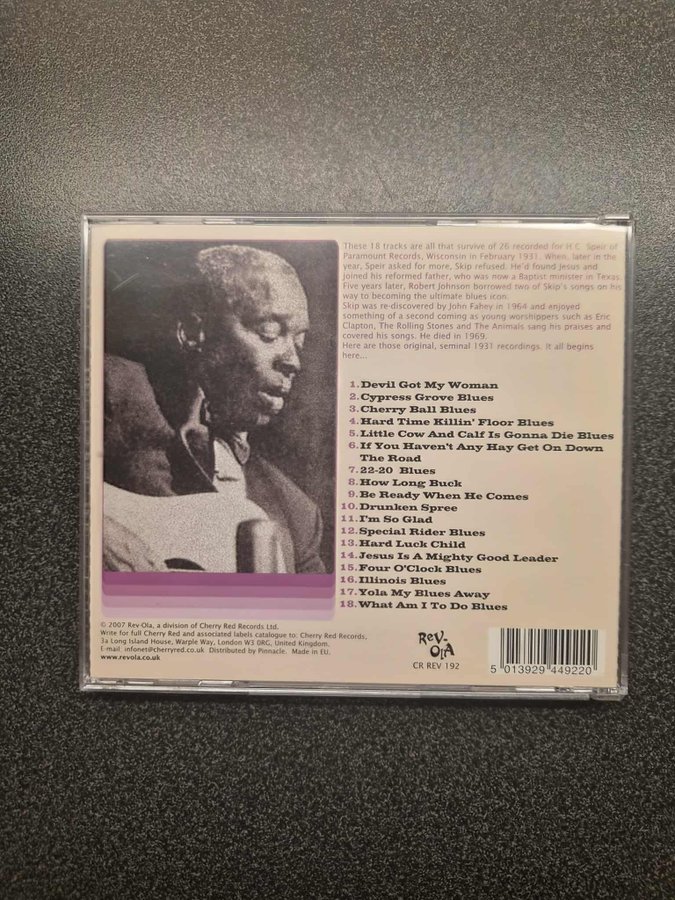 These 18 tracks are all that survive of 26 recorded for H.C. Speir of
Paramount Records, Wisconsin in February 1931. When, later in the
year, Speir asked for more, Skip refused. He'd found Jesus and
joined his reformed father, who was now a Baptist minister in Texas.
Five years later, Robert Johnson borrowed two of Skip's songs on his
way to becoming the ultimate blues icon.
Skip was re-discovered by John Fahey in 1964 and enjoyed
something of a second coming as young worshippers such as Eric
Clapton, The Rolling Stones and The Animals sang his praises and
covered his songs. He died in 1969.
Here are those original, seminal 1931 recordings. It all begins
here...
1. Devil Got My Woman
2. Cypress Grove Blues
3. Cherry Ball Blues
4. Hard Time Killin' Floor Blues
5. Little Cow And Calf Is Gonna Die Blues
6. If You Haven't Any Hay Get On Down
The Road
7. 22-20 Blues
8. How Long Buck
9. Be Ready When He Comes
10. Drunken Spree
11. I'm So Glad
12. Special Rider Blues
13. Hard Luck Child
14. Jesus Is A Mighty Good Leader
15. Four O'Clock Blues
16. Illinois Blues
17. Yola My Blues Away
18. What Am I To Do Blues
© 2007 Rev-Ola, a division of Cherry Red Records Ltd.
Write for full Cherry Red and associated labels catalogue to: Cherry Red Records,
3a Long Island House, Warple Way, London W3 0RG, United Kingdom.
E-mail: infonet@cherryred.co.uk Distributed by Pinnacle. Made in EU.
www.revola.co.uk
Rev-
Ola
CR REV 192
5 013929 449220